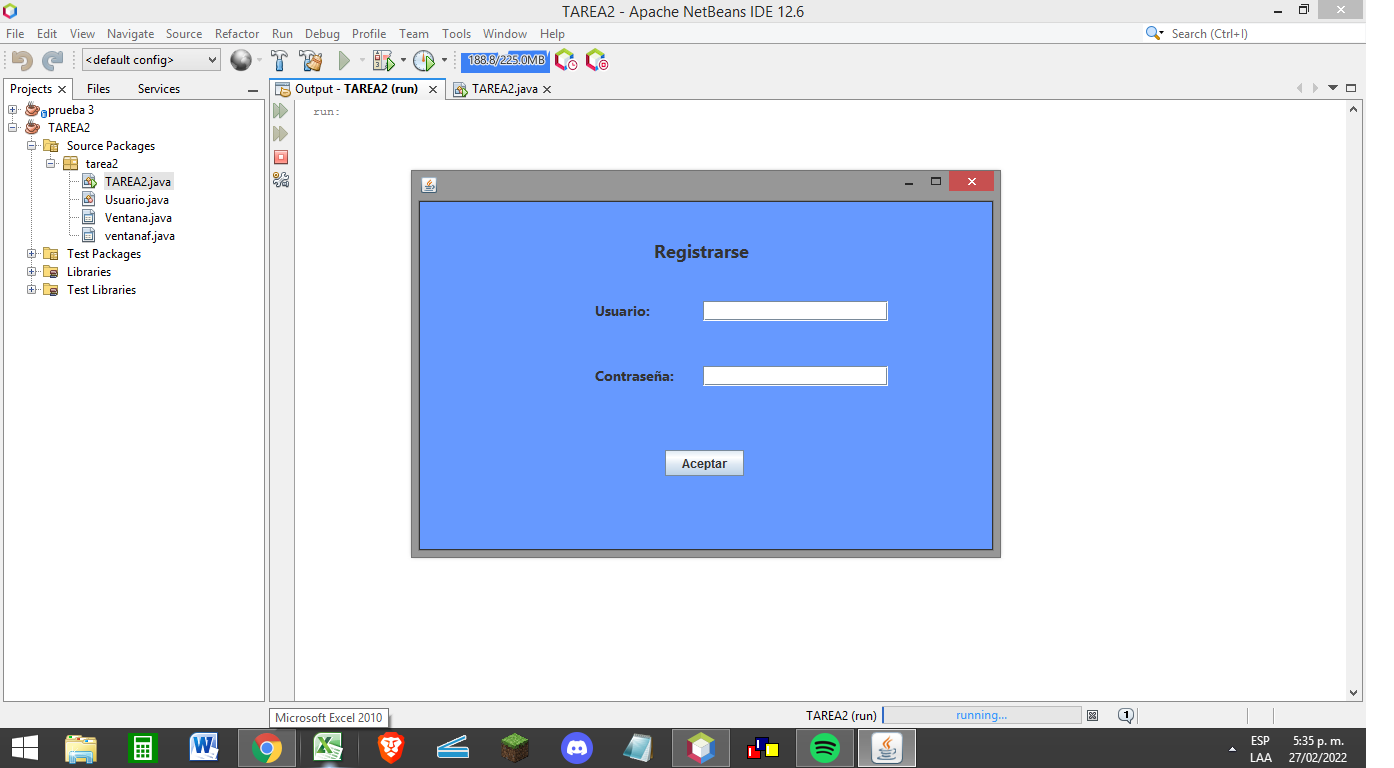 TAREA2 - Apache NetBeans IDE 12.6
File Edit View Navigate Source Refactor Run Debug Profile Team Tools Window Help
Search (Ctrl+I)
<default config>
188.8/225.0MB
Projects Files Services
Output - TAREA2 (run) TAREA2.java
prueba 3
TAREA2
Source Packages
tarea2
TAREA2.java
Usuario.java
Ventana.java
ventanaf.java
Test Packages
Libraries
Test Libraries
run:
Registrarse
Usuario:
Contraseña:
Aceptar
Microsoft Excel 2010
TAREA2 (run) running... 1
ESP 5:35 p. m.
LAA 27/02/2022